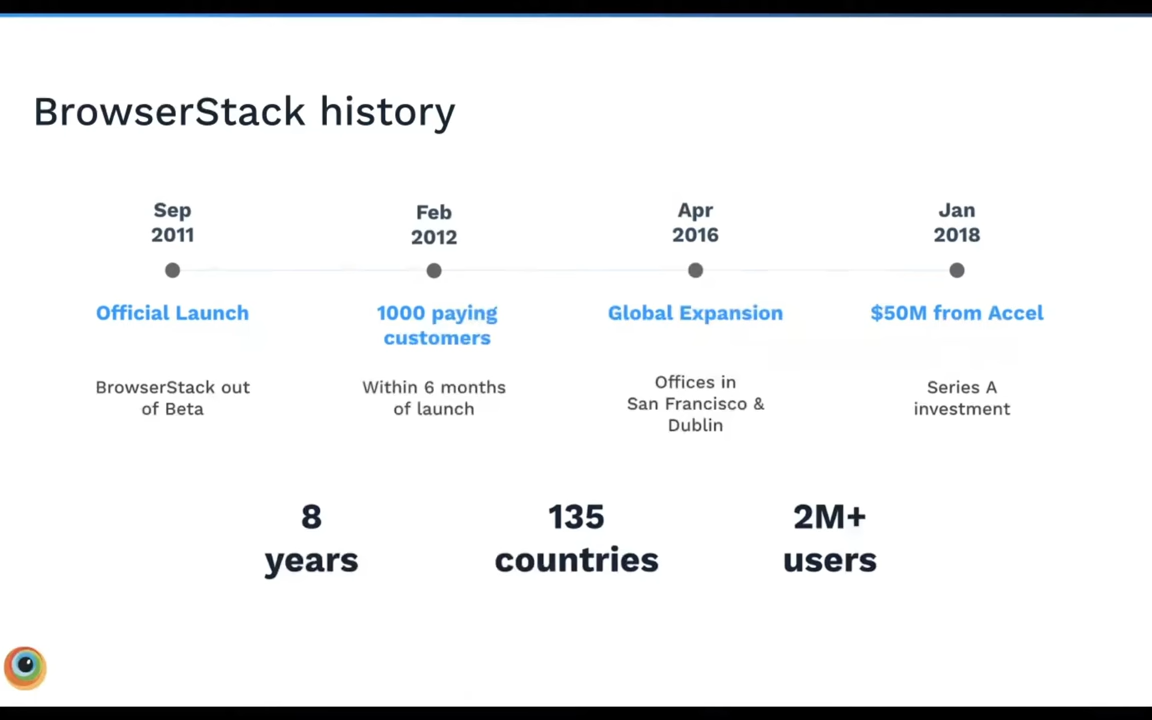 BrowserStack history
Sep
2011
Feb
2012
Apr
2016
Jan
2018
Official Launch
1000 paying
customers
Global Expansion
$50M from Accel
BrowserStack out
of Beta
Within 6 months
of launch
Offices in
San Francisco &
Dublin
Series A
investment
8
years
135
countries
2M+
users